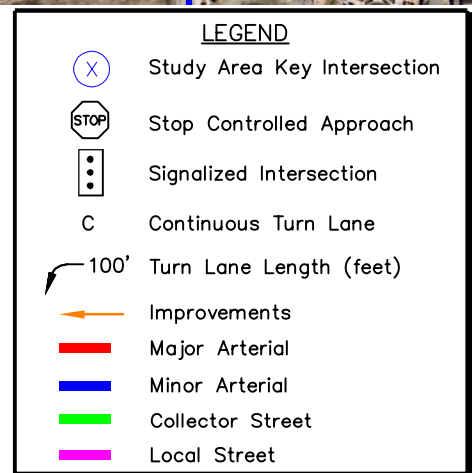 LEGEND
X Study Area Key Intersection
STOP Stop Controlled Approach
Signalized Intersection
C Continuous Turn Lane
100' Turn Lane Length (feet)
Improvements
Major Arterial
Minor Arterial
Collector Street
Local Street